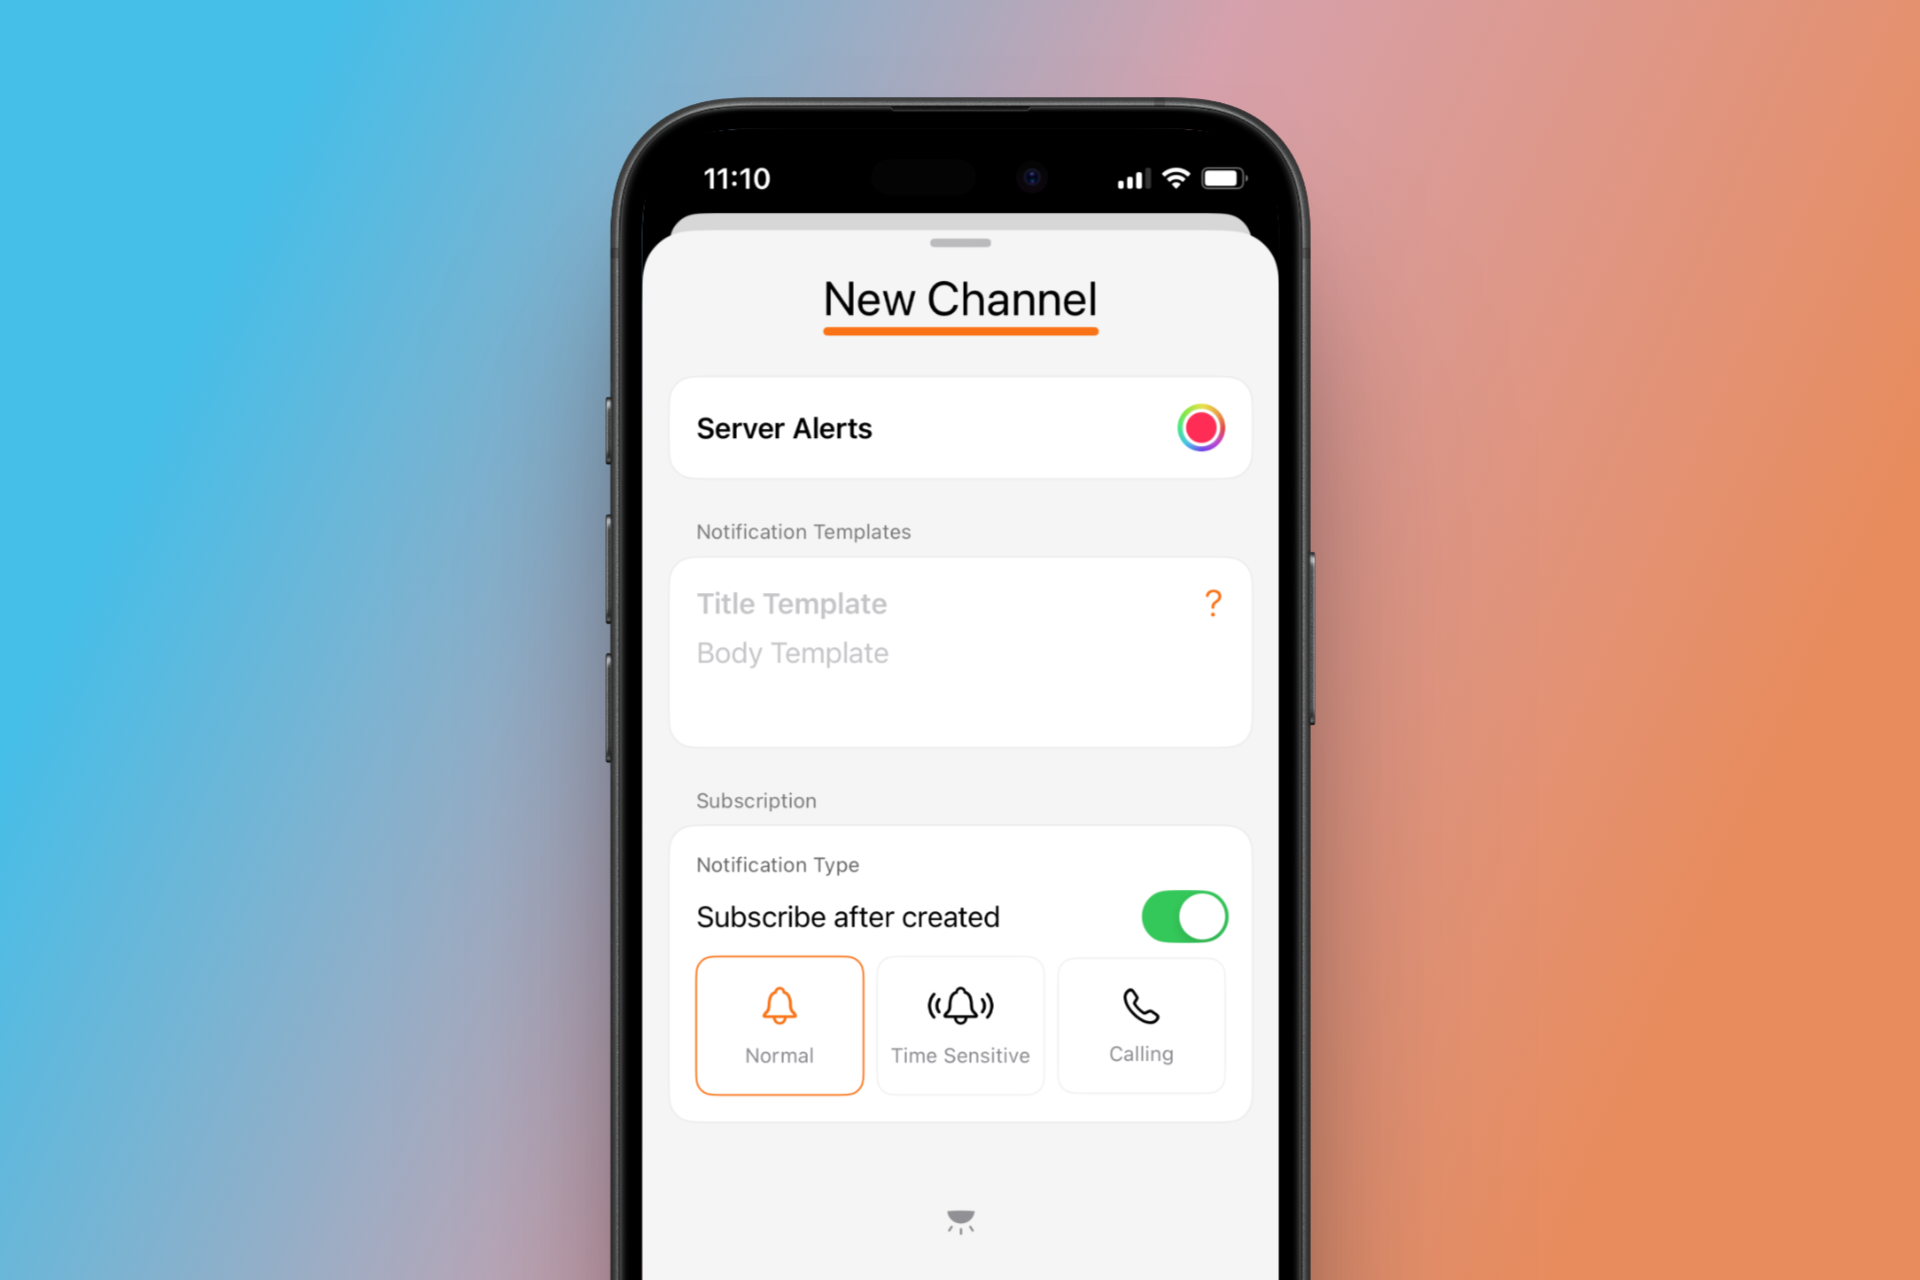 11:10
New Channel
Server Alerts
Notification Templates
Title Template
?
Body Template
Subscription
Notification Type
Subscribe after created
Normal
Time Sensitive
Calling